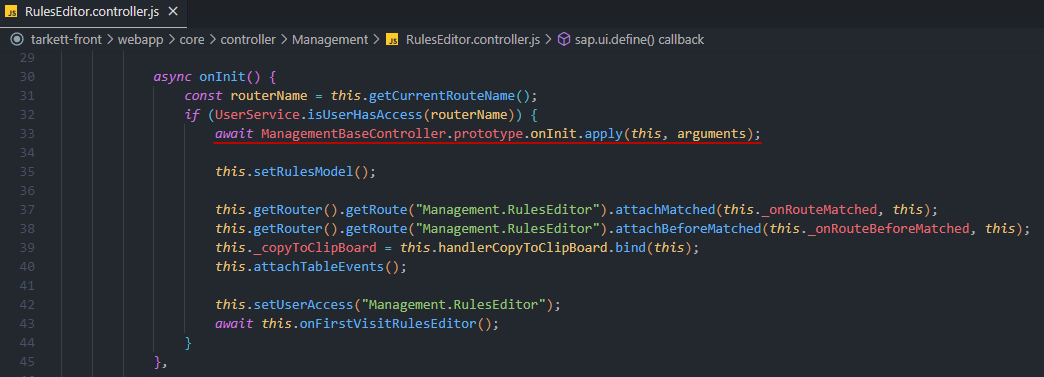 JS RulesEditor.controller.js ×
tarkett-front > webapp > core > controller > Management > JS RulesEditor.controller.js > sap.ui.define() callback
29
30 async onInit() {
31 const routerName = this.getCurrentRouteName();
32 if (UserService.isUserHasAccess(routerName)) {
33 await ManagementBaseController.prototype.onInit.apply(this, arguments);
34
35 this.setRulesModel();
36
37 this.getRouter().getRoute("Management.RulesEditor").attachMatched(this._onRouteMatched, this);
38 this.getRouter().getRoute("Management.RulesEditor").attachBeforeMatched(this._onRouteBeforeMatched, this);
39 this._copyToClipBoard = this.handlerCopyToClipBoard.bind(this);
40 this.attachTableEvents();
41
42 this.setUserAccess("Management.RulesEditor");
43 await this.onFirstVisitRulesEditor();
44 }
45 },